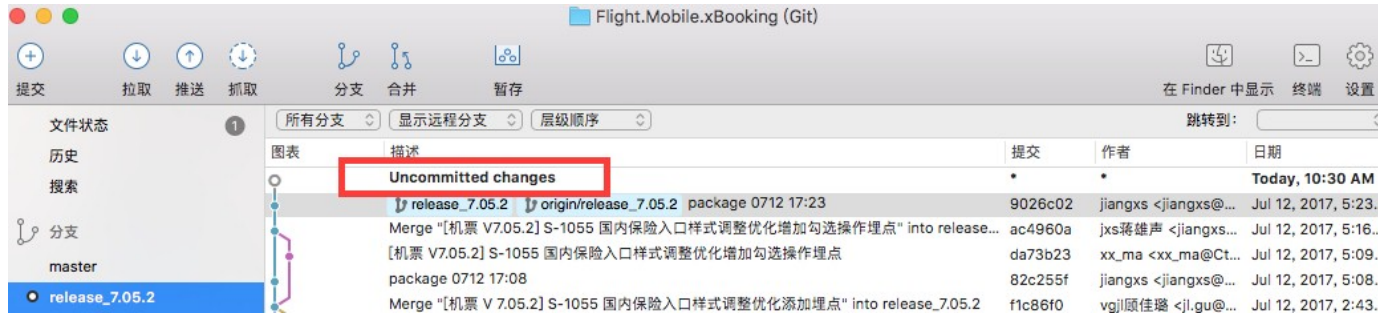 Flight.Mobile.xBooking (Git)
提交 拉取 推送 抓取 分支 合并 暂存 在 Finder 中显示 终端 设置
文件状态 1 所有分支 显示远程分支 层级顺序 跳转到:
历史 图表 描述 提交 作者 日期
搜索 Uncommitted changes * * Today, 10:30 AM
release_7.05.2 origin/release_7.05.2 package 0712 17:23 9026c02 jiangxs <jiangxs@... Jul 12, 2017, 5:23.
分支 Merge "[机票 V7.05.2] S-1055 国内保险入口样式调整优化增加勾选操作埋点" into release... ac4960a jxs蒋雄声 <jiangxs... Jul 12, 2017, 5:16..
[机票 V7.05.2] S-1055 国内保险入口样式调整优化增加勾选操作埋点 da73b23 xx_ma <xx_ma@Ct... Jul 12, 2017, 5:09.
master package 0712 17:08 82c255f jiangxs <jiangxs@... Jul 12, 2017, 5:08.
release_7.05.2 Merge "[机票 V 7.05.2] S-1055 国内保险入口样式调整优化添加埋点" into release_7.05.2 f1c86f0 vgjl顾佳璐 <jl.gu@... Jul 12, 2017, 2:43.